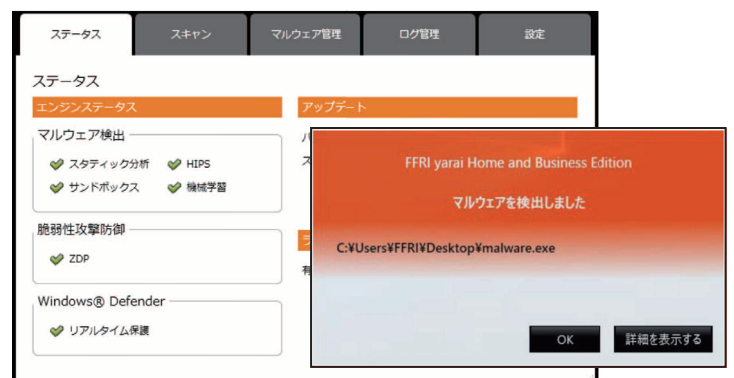 ステータス
スキャン
マルウェア管理
ログ管理
設定
ステータス
エンジンステータス
アップデート
マルウェア検出
スタティック分析
HIPS
サンドボックス
機械学習
脆弱性攻撃防御
ZDP
Windows® Defender
リアルタイム保護
FFRI yarai Home and Business Edition
マルウェアを検出しました
C:¥Users¥FFRI¥Desktop¥malware.exe
OK
詳細を表示する